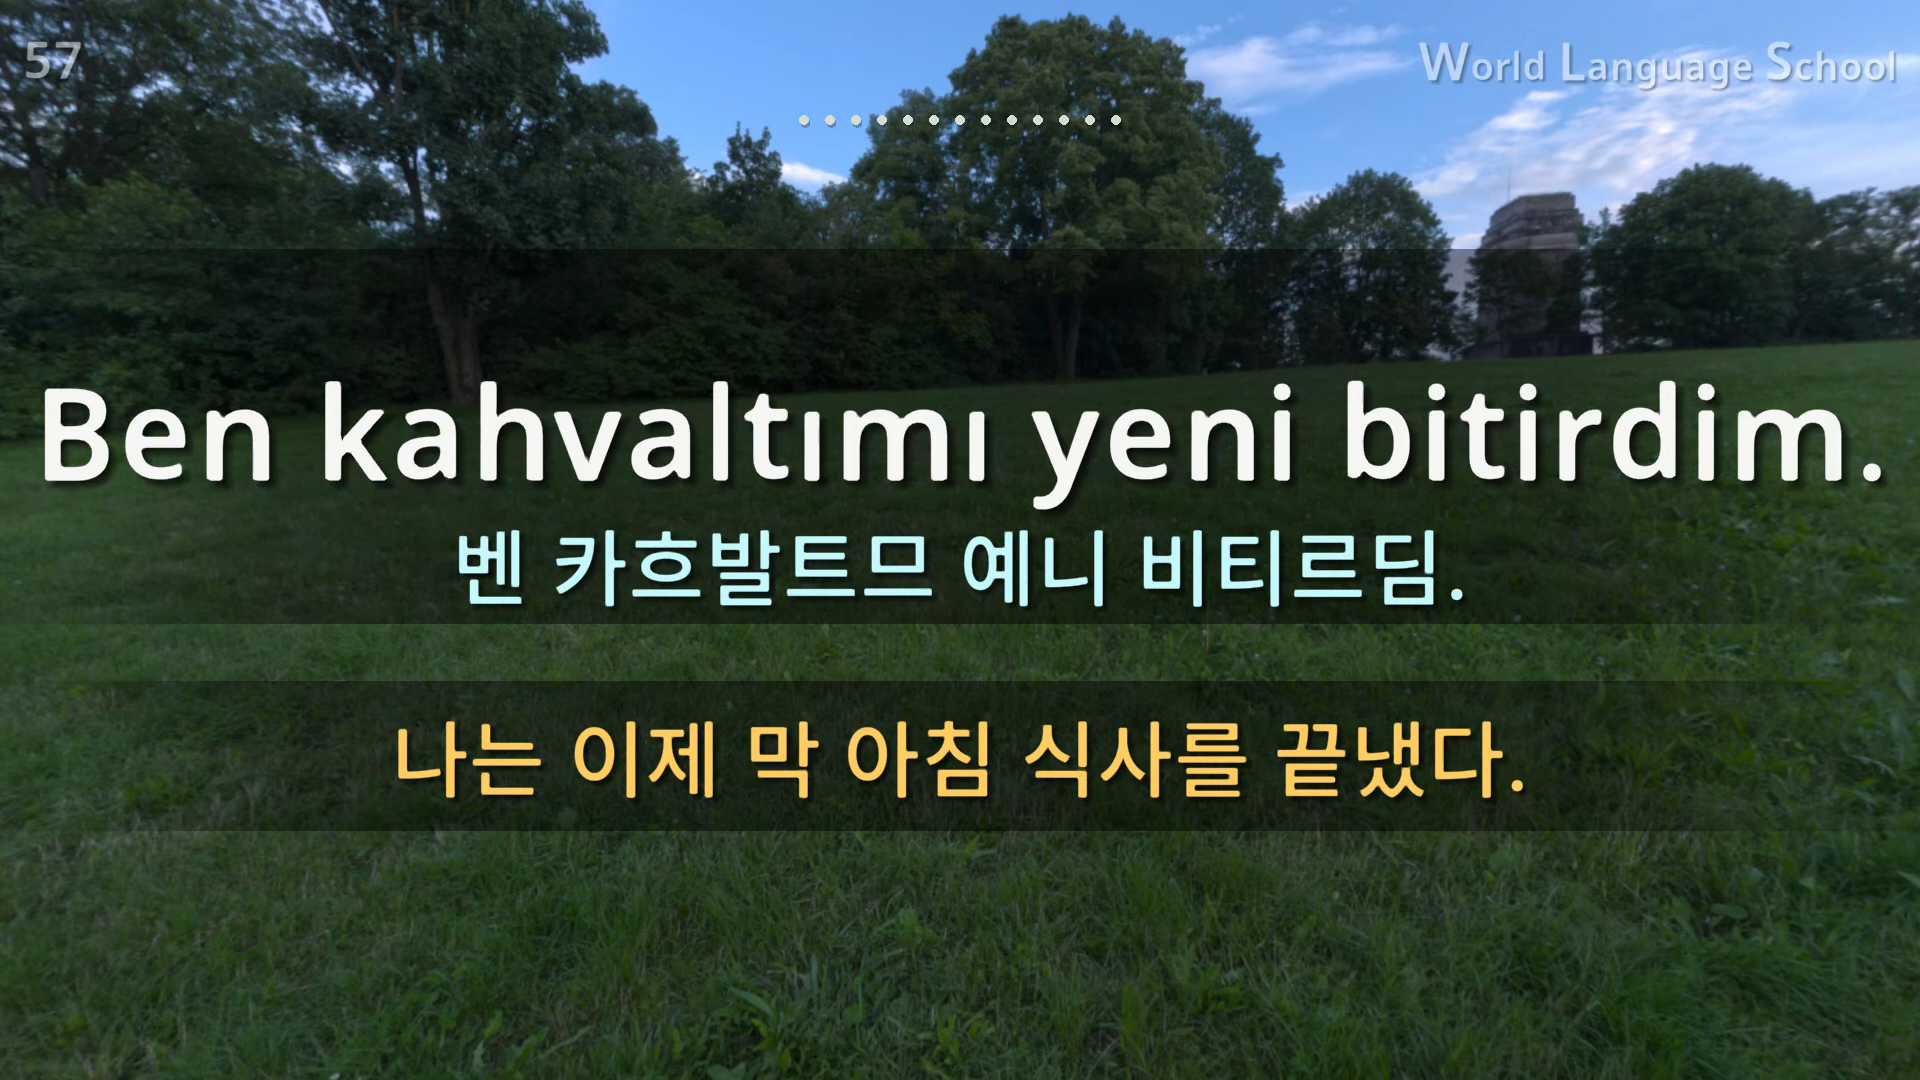 57
World Language School
Ben kahvaltımı yeni bitirdim.
벤 카흐발트므 예니 비티르딤.
나는 이제 막 아침 식사를 끝냈다.